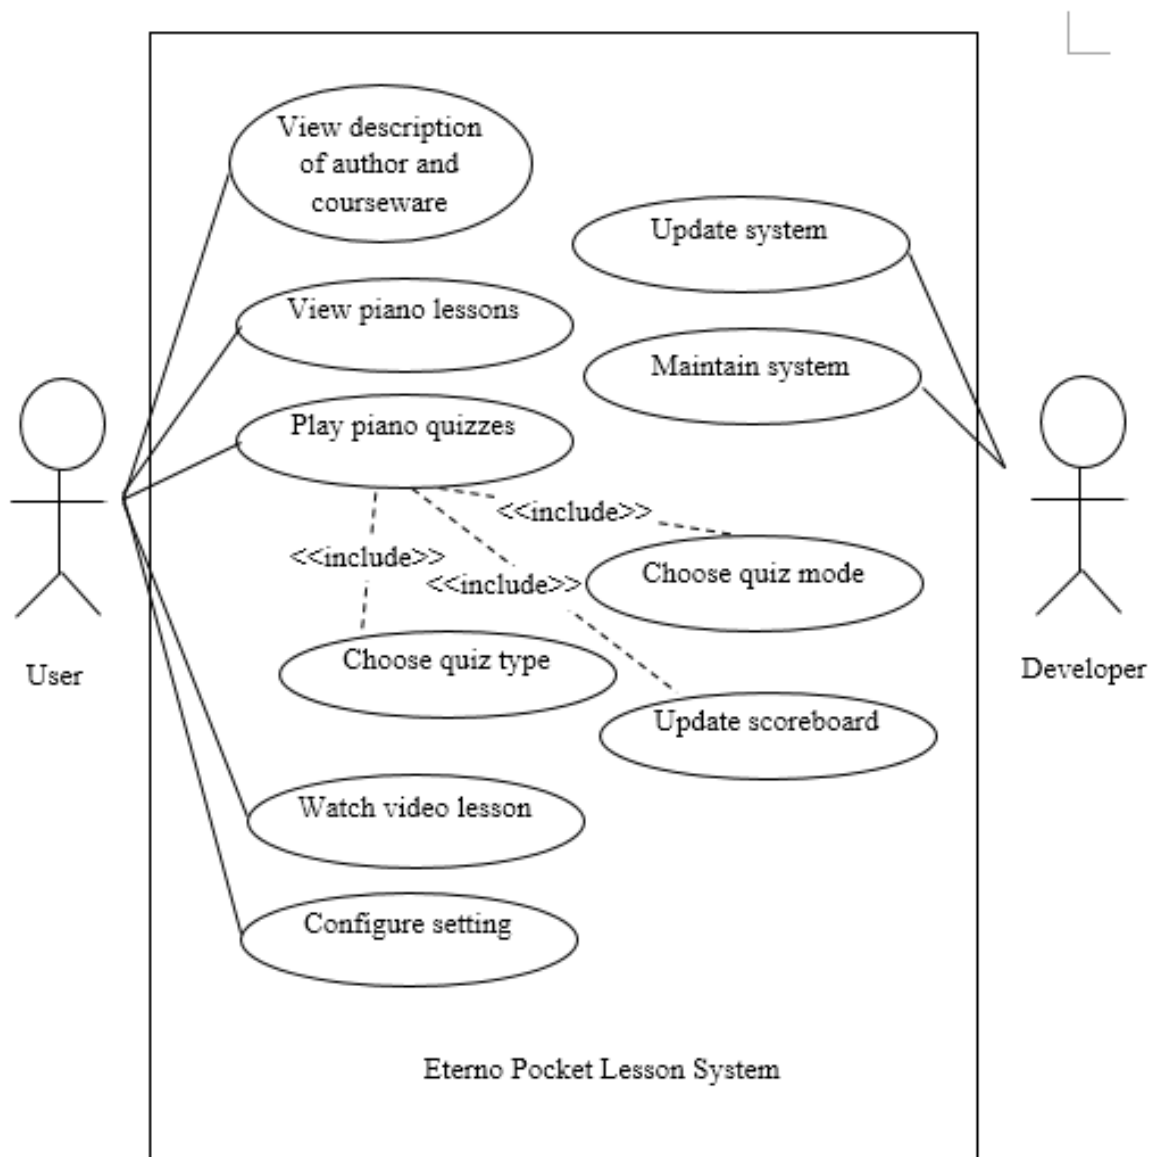 View description
of author and
courseware
Update system
View piano lessons
Maintain system
Play piano quizzes
<<include>>
<<include>>
<<include>>
Choose quiz mode
Choose quiz type
User
Developer
Update scoreboard
Watch video lesson
Configure setting
Eterno Pocket Lesson System